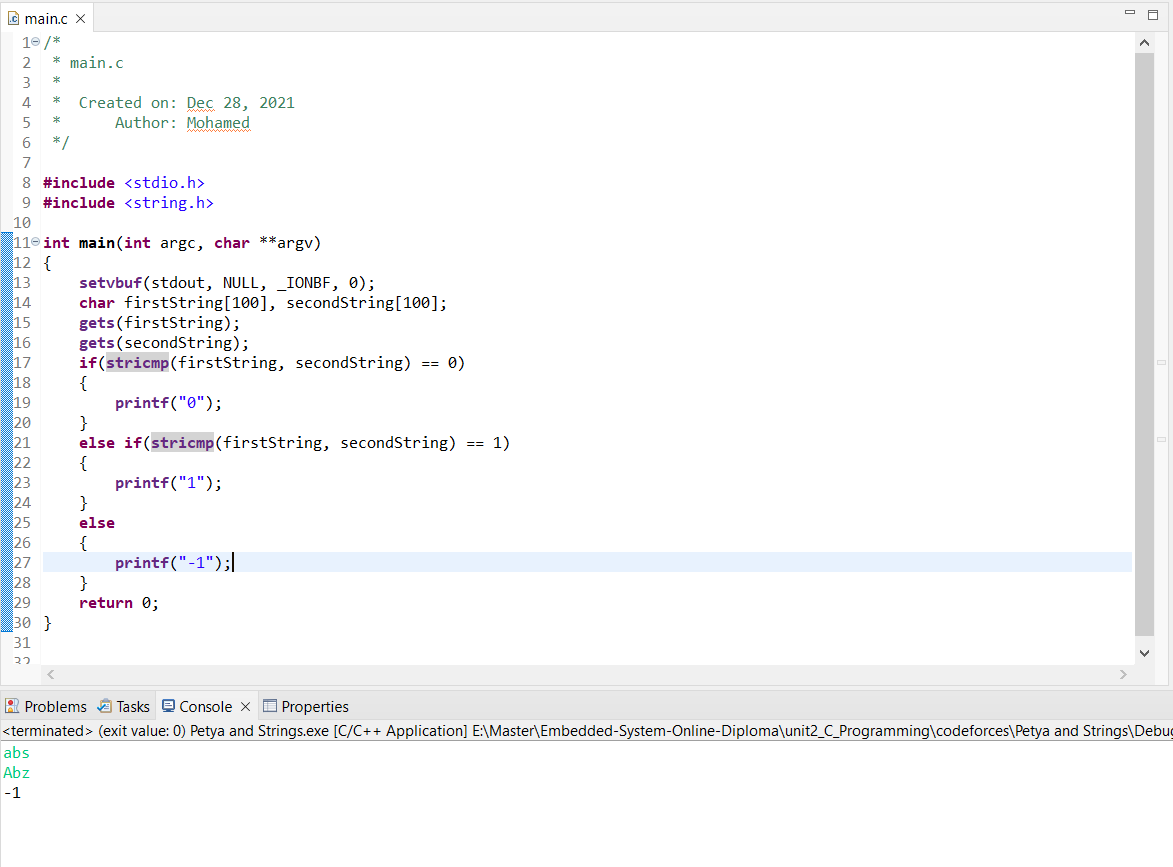 main.c
1 /*
2  * main.c
3  *
4  *  Created on: Dec 28, 2021
5  *      Author: Mohamed
6  */
7
8 #include <stdio.h>
9 #include <string.h>
10
11 int main(int argc, char **argv)
12 {
13     setvbuf(stdout, NULL, _IONBF, 0);
14     char firstString[100], secondString[100];
15     gets(firstString);
16     gets(secondString);
17     if(stricmp(firstString, secondString) == 0)
18     {
19         printf("0");
20     }
21     else if(stricmp(firstString, secondString) == 1)
22     {
23         printf("1");
24     }
25     else
26     {
27         printf("-1");
28     }
29     return 0;
30 }
31
32
Problems Tasks Console Properties
<terminated> (exit value: 0) Petya and Strings.exe [C/C++ Application] E:\Master\Embedded-System-Online-Diploma\unit2_C_Programming\codeforces\Petya and Strings\Debug
abs
Abz
-1